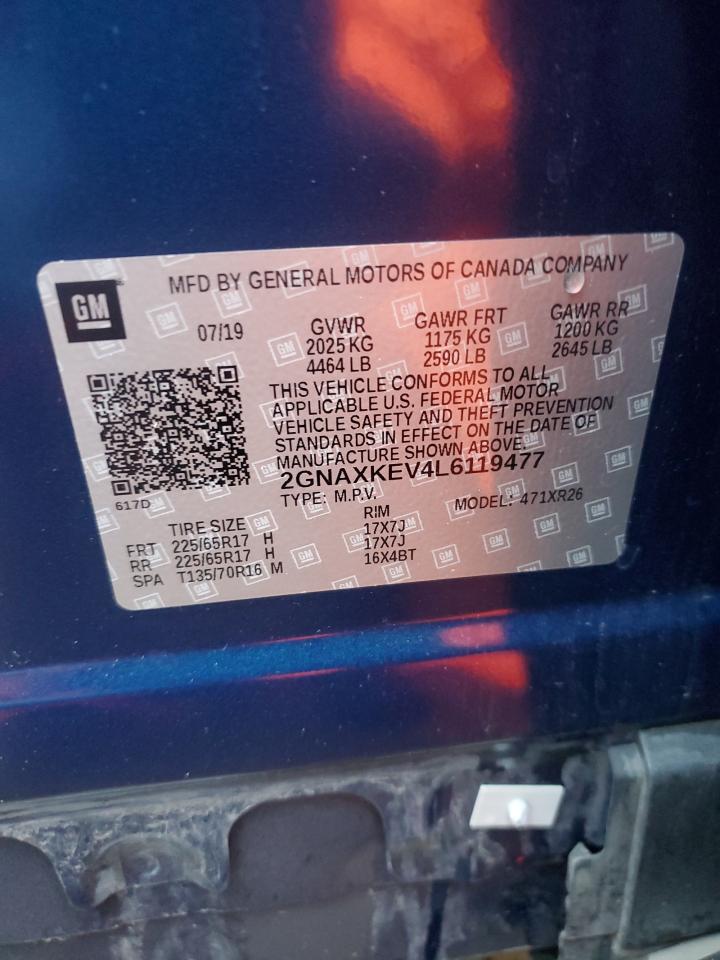 MFD BY GENERAL MOTORS OF CANADA COMPANY
GM
07/19
GVWR GAWR FRT GAWR RR
2025 KG 1175 KG 1200 KG
4464 LB 2590 LB 2645 LB
THIS VEHICLE CONFORMS TO ALL
APPLICABLE U.S. FEDERAL MOTOR
VEHICLE SAFETY AND THEFT PREVENTION
STANDARDS IN EFFECT ON THE DATE OF
MANUFACTURE SHOWN ABOVE.
2GNAXKEV4L6119477
617D
TYPE: M.P.V. MODEL: 471XR26
TIRE SIZE RIM
FRT 225/65R17 H 17X7J
RR 225/65R17 H 17X7J
SPA T135/70R16 M 16X4BT